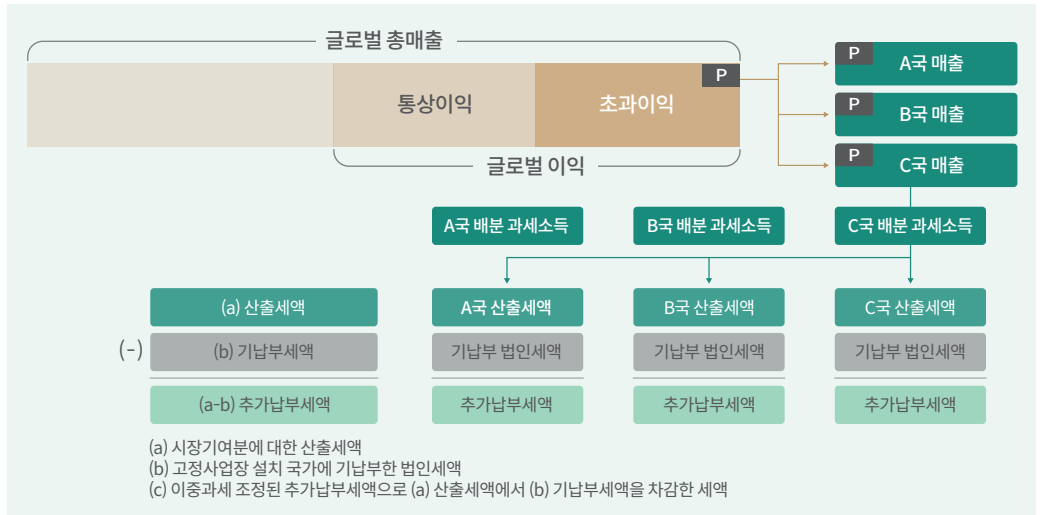 글로벌 총매출
통상이익
초과이익
P
글로벌 이익
P
A국 매출
P
B국 매출
P
C국 매출
A국 배분 과세소득
B국 배분 과세소득
C국 배분 과세소득
(a) 산출세액
A국 산출세액
B국 산출세액
C국 산출세액
(-)
(b) 기납부세액
기납부 법인세액
기납부 법인세액
기납부 법인세액
(a-b) 추가납부세액
추가납부세액
추가납부세액
추가납부세액
(a) 시장기여분에 대한 산출세액
(b) 고정사업장 설치 국가에 기납부한 법인세액
(c) 이중과세 조정된 추가납부세액으로 (a) 산출세액에서 (b) 기납부세액을 차감한 세액